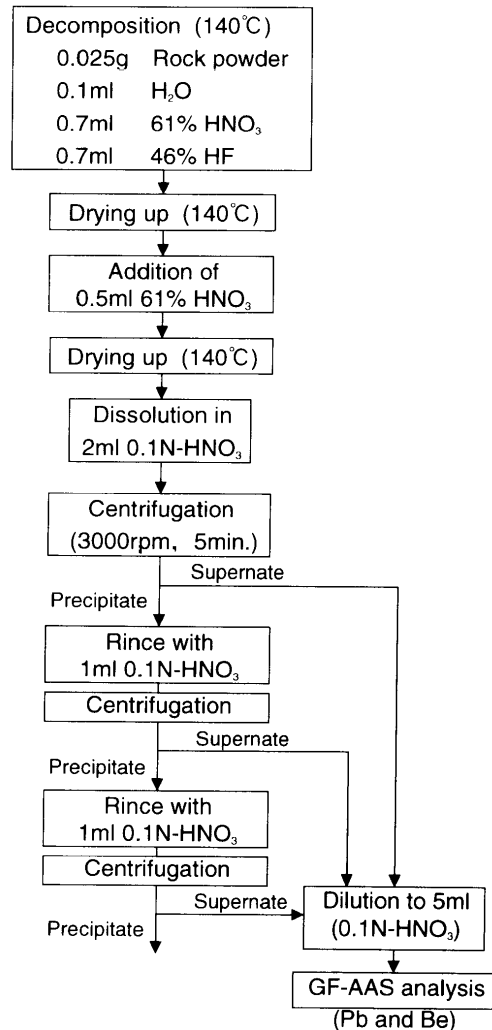 Decomposition (140℃)
0.025g Rock powder
0.1ml H₂O
0.7ml 61% HNO₃
0.7ml 46% HF
Drying up (140℃)
Addition of
0.5ml 61% HNO₃
Drying up (140℃)
Dissolution in
2ml 0.1N-HNO₃
Centrifugation
(3000rpm, 5min.)
Supernate
Precipitate
Rince with
1ml 0.1N-HNO₃
Centrifugation
Supernate
Precipitate
Rince with
1ml 0.1N-HNO₃
Centrifugation
Supernate
Precipitate
Dilution to 5ml
(0.1N-HNO₃)
GF-AAS analysis
(Pb and Be)